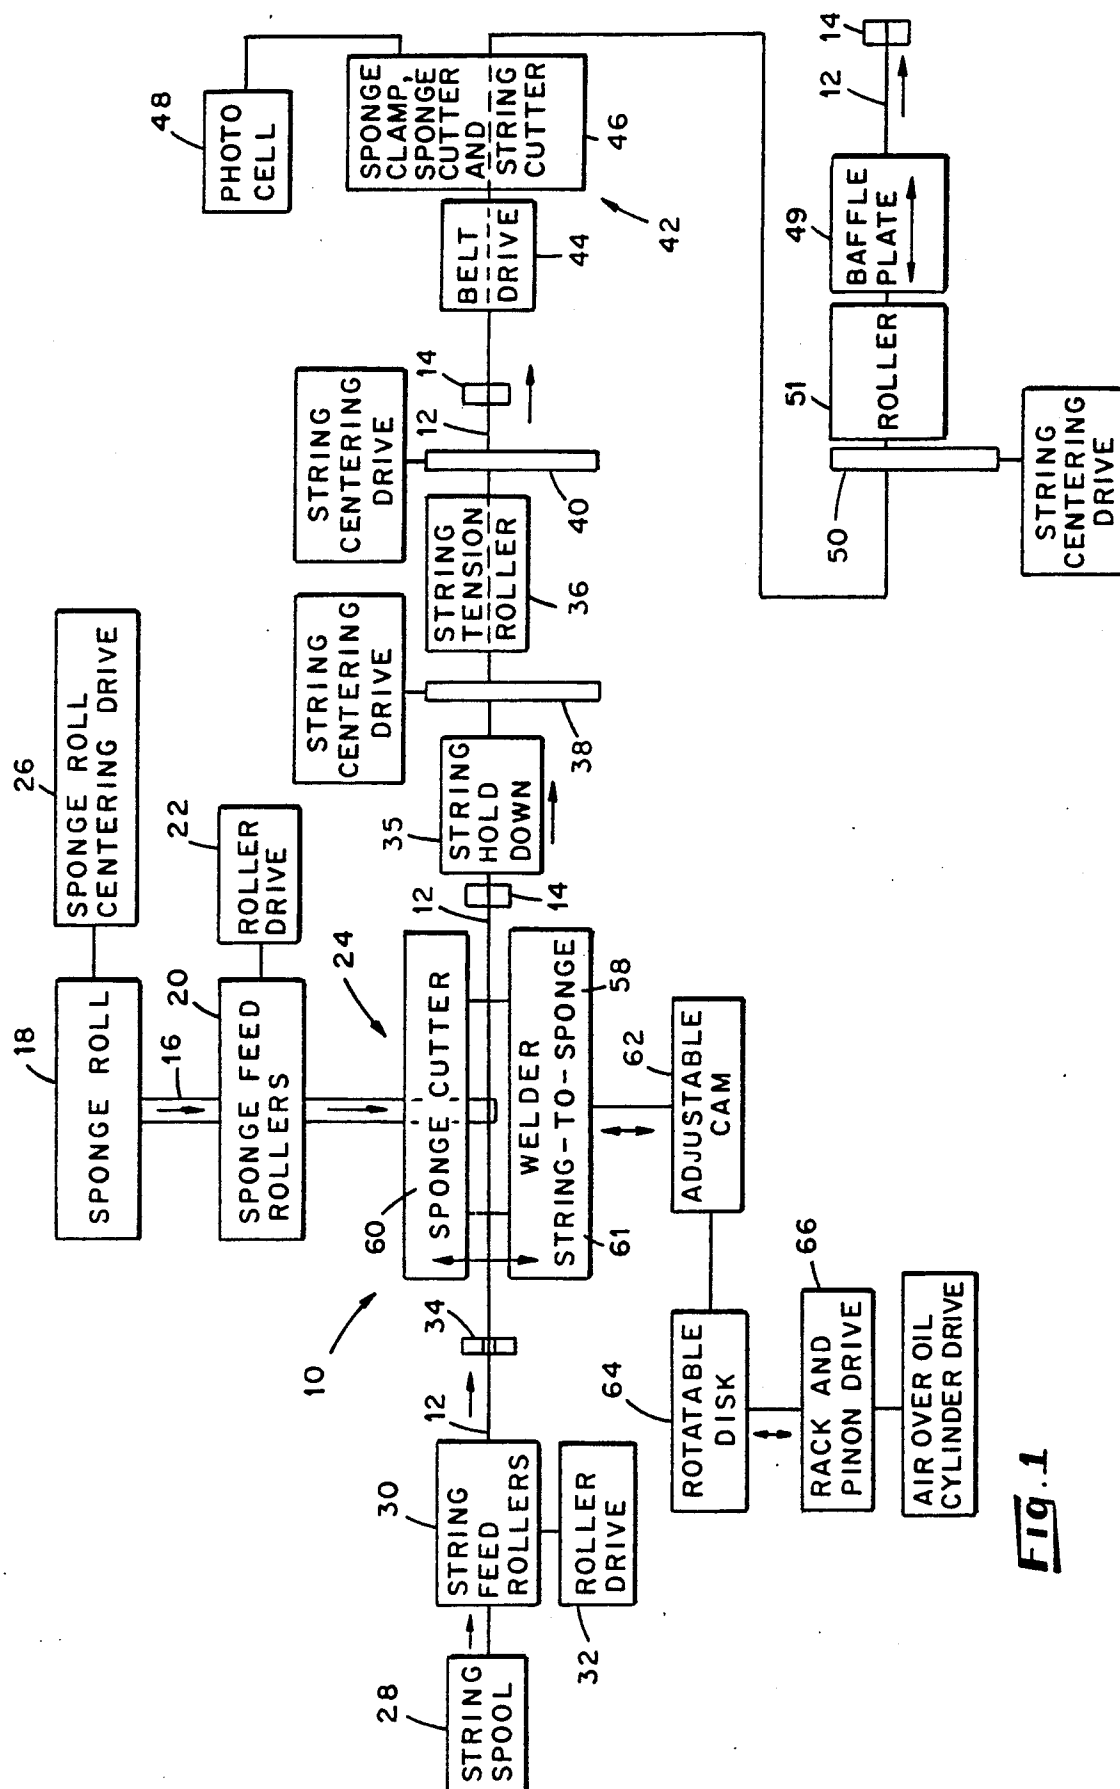 26
SPONGE ROLL
CENTERING DRIVE
18
SPONGE ROLL
16
22
ROLLER
DRIVE
20
SPONGE FEED
ROLLERS
24
10
60
SPONGE CUTTER
WELDER
STRING-TO-SPONGE
61
58
28
STRING
SPOOL
30
STRING
FEED
ROLLERS
32
ROLLER
DRIVE
12
34
12
14
35
STRING
HOLD
DOWN
STRING
CENTERING
DRIVE
38
STRING
TENSION
ROLLER
36
STRING
CENTERING
DRIVE
40
12
14
BELT
DRIVE
44
42
48
PHOTO
CELL
SPONGE
CLAMP,
SPONGE
CUTTER
AND
STRING
CUTTER
46
62
ADJUSTABLE
CAM
64
ROTATABLE
DISK
66
RACK AND
PINON DRIVE
AIR OVER OIL
CYLINDER DRIVE
50
STRING
CENTERING
DRIVE
51
ROLLER
49
BAFFLE
PLATE
12
14
Fig. 1